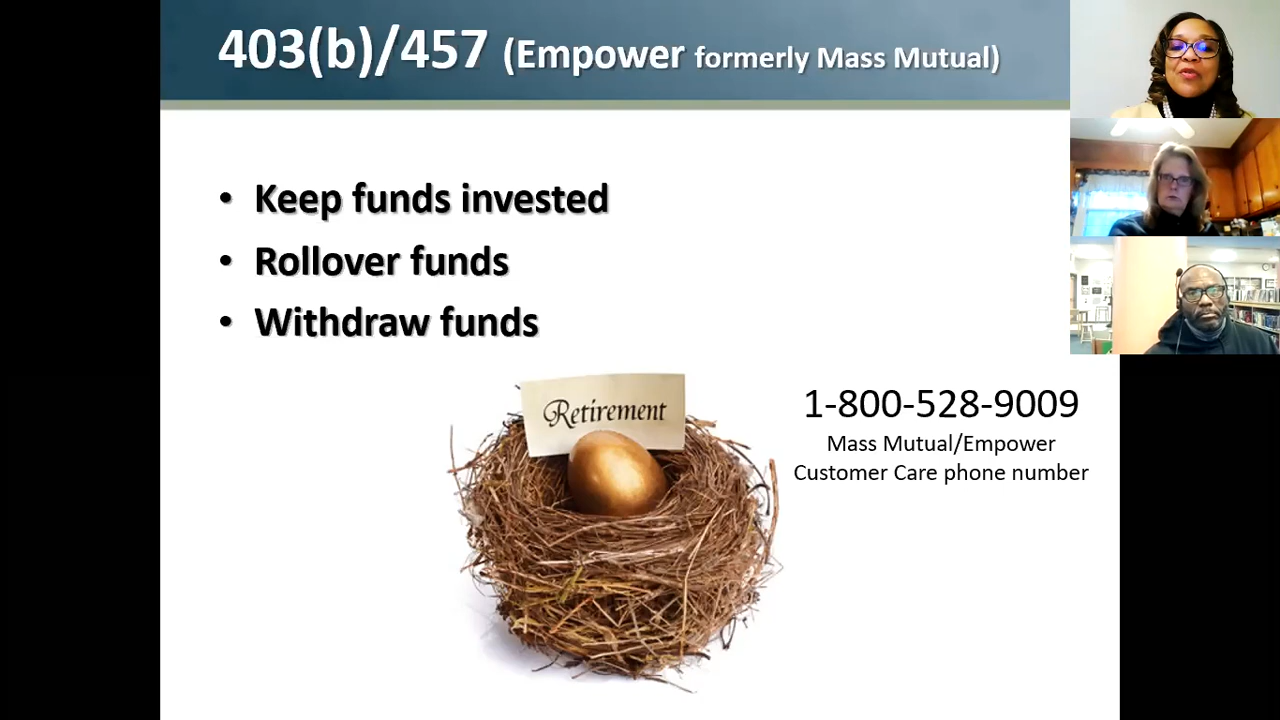 403(b)/457 (Empower formerly Mass Mutual)
• Keep funds invested
• Rollover funds
• Withdraw funds
Retirement
1-800-528-9009
Mass Mutual/Empower
Customer Care phone number